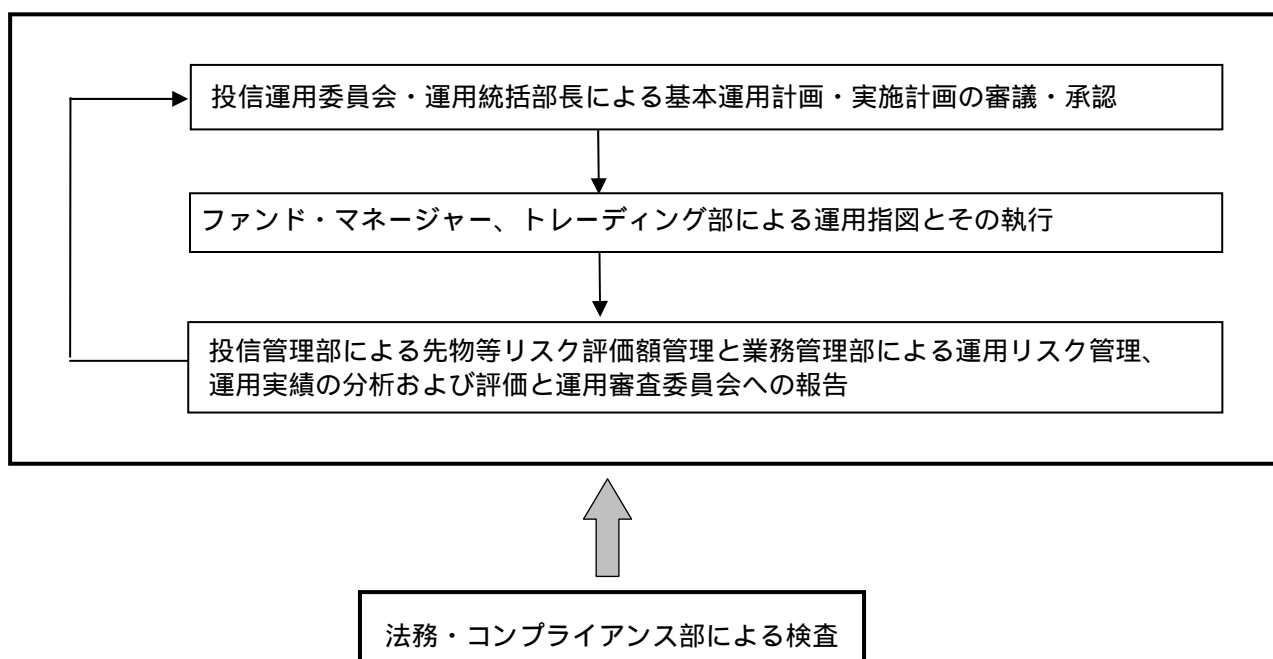 投信運用委員会・運用統括部長による基本運用計画・実施計画の審議・承認
ファンド・マネージャー、トレーディング部による運用指図とその執行
投信管理部による先物等リスク評価額管理と業務管理部による運用リスク管理、
運用実績の分析および評価と運用審査委員会への報告
法務・コンプライアンス部による検査